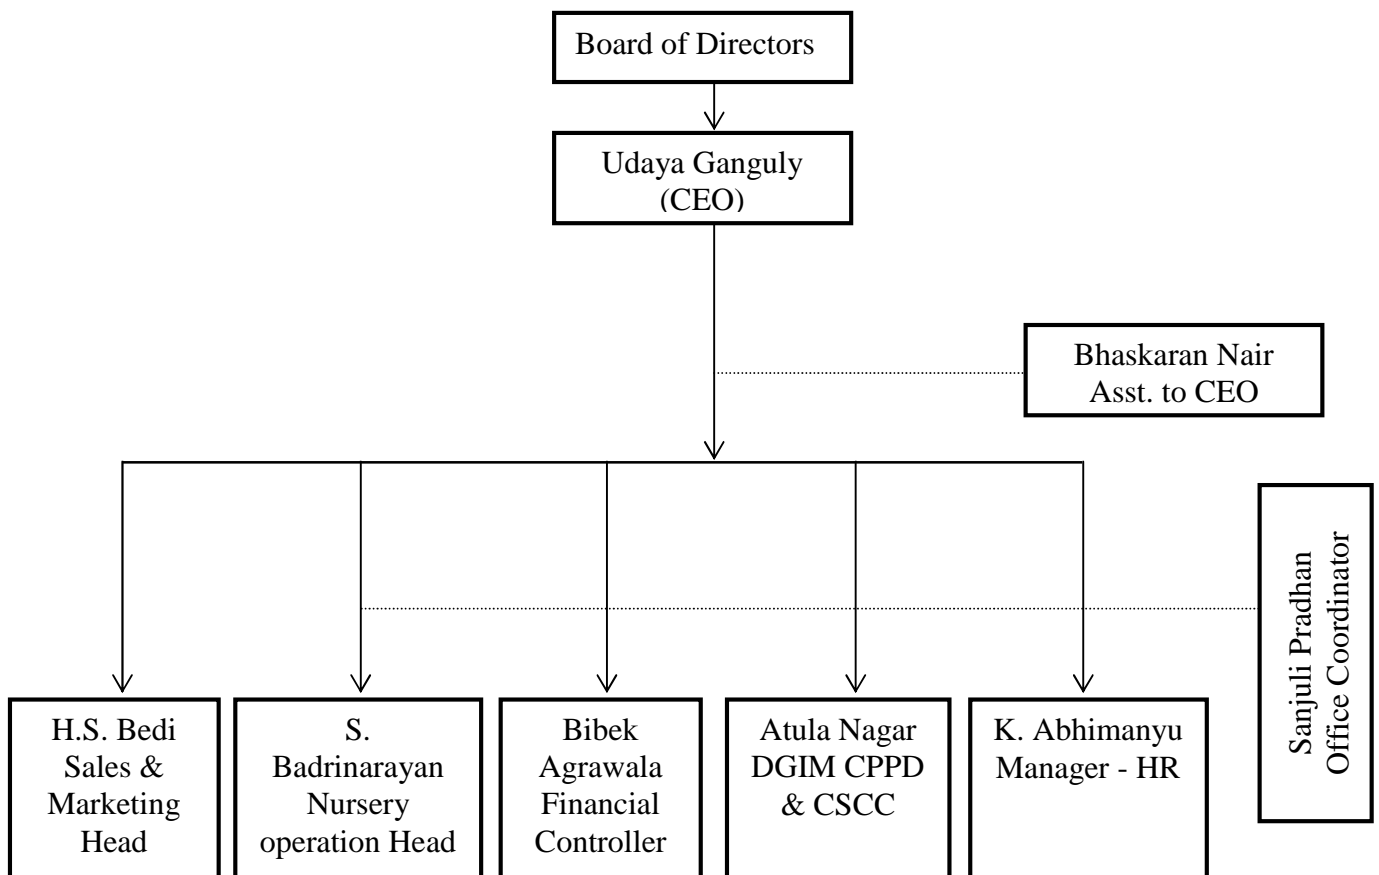 Board of Directors
Udaya Ganguly
(CEO)
Bhaskaran Nair
Asst. to CEO
Sanjuli Pradhan
Office Coordinator
H.S. Bedi
Sales &
Marketing
Head
S.
Badrinarayan
Nursery
operation Head
Bibek
Agrawala
Financial
Controller
Atula Nagar
DGIM CPPD
& CSCC
K. Abhimanyu
Manager - HR